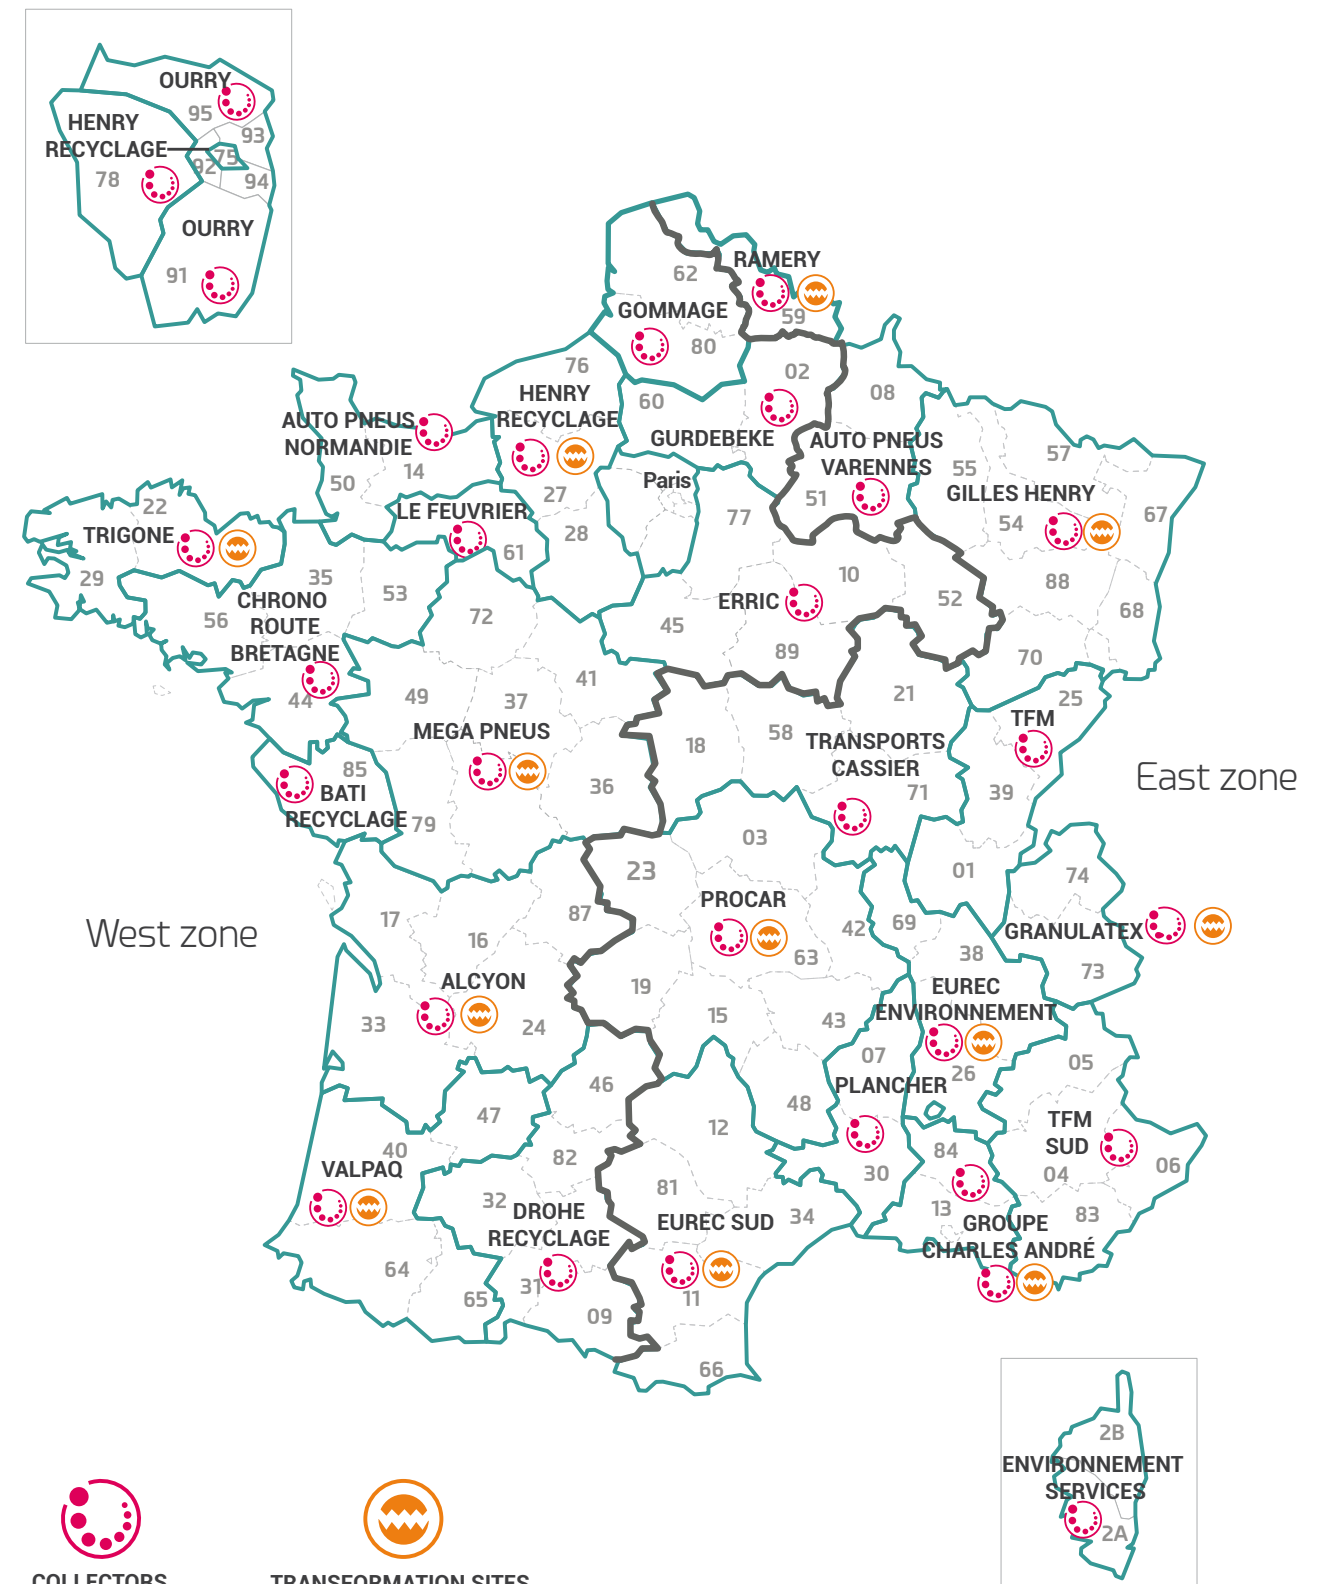 OURRY
95
HENRY
RECYCLAGE
93
75
92
78
94
OURRY
91
62
RAMERY
59
GOMMAGE
80
76
HENRY
RECYCLAGE
27
28
02
60
GURDEBEKE
08
AUTO PNEUS
NORMANDIE
14
50
AUTO PNEUS
VARENNES
51
57
55
GILLES HENRY
54
67
88
68
70
Paris
77
LE FEUVRIER
61
22
TRIGONE
29
35
53
56
CHRONO
ROUTE
BRETAGNE
44
72
45
ERRIC
10
52
89
41
49
37
MEGA PNEUS
36
79
85
BATI
RECYCLAGE
18
58
21
TRANSPORTS
CASSIER
71
25
TFM
39
01
East zone
West zone
03
23
PROCAR
63
42
69
74
GRANULATEX
73
38
EUREC
ENVIRONNEMENT
26
17
87
16
ALCYON
33
24
19
15
43
07
PLANCHER
30
05
TFM
SUD
04
06
83
46
47
48
12
40
VALPAQ
64
65
82
32
DROHE
RECYCLAGE
31
09
81
EUREC SUD
34
11
66
84
13
GROUPE
CHARLES ANDRÉ
2B
ENVIRONNEMENT
SERVICES
2A
COLLECTORS
TRANSFORMATION SITES